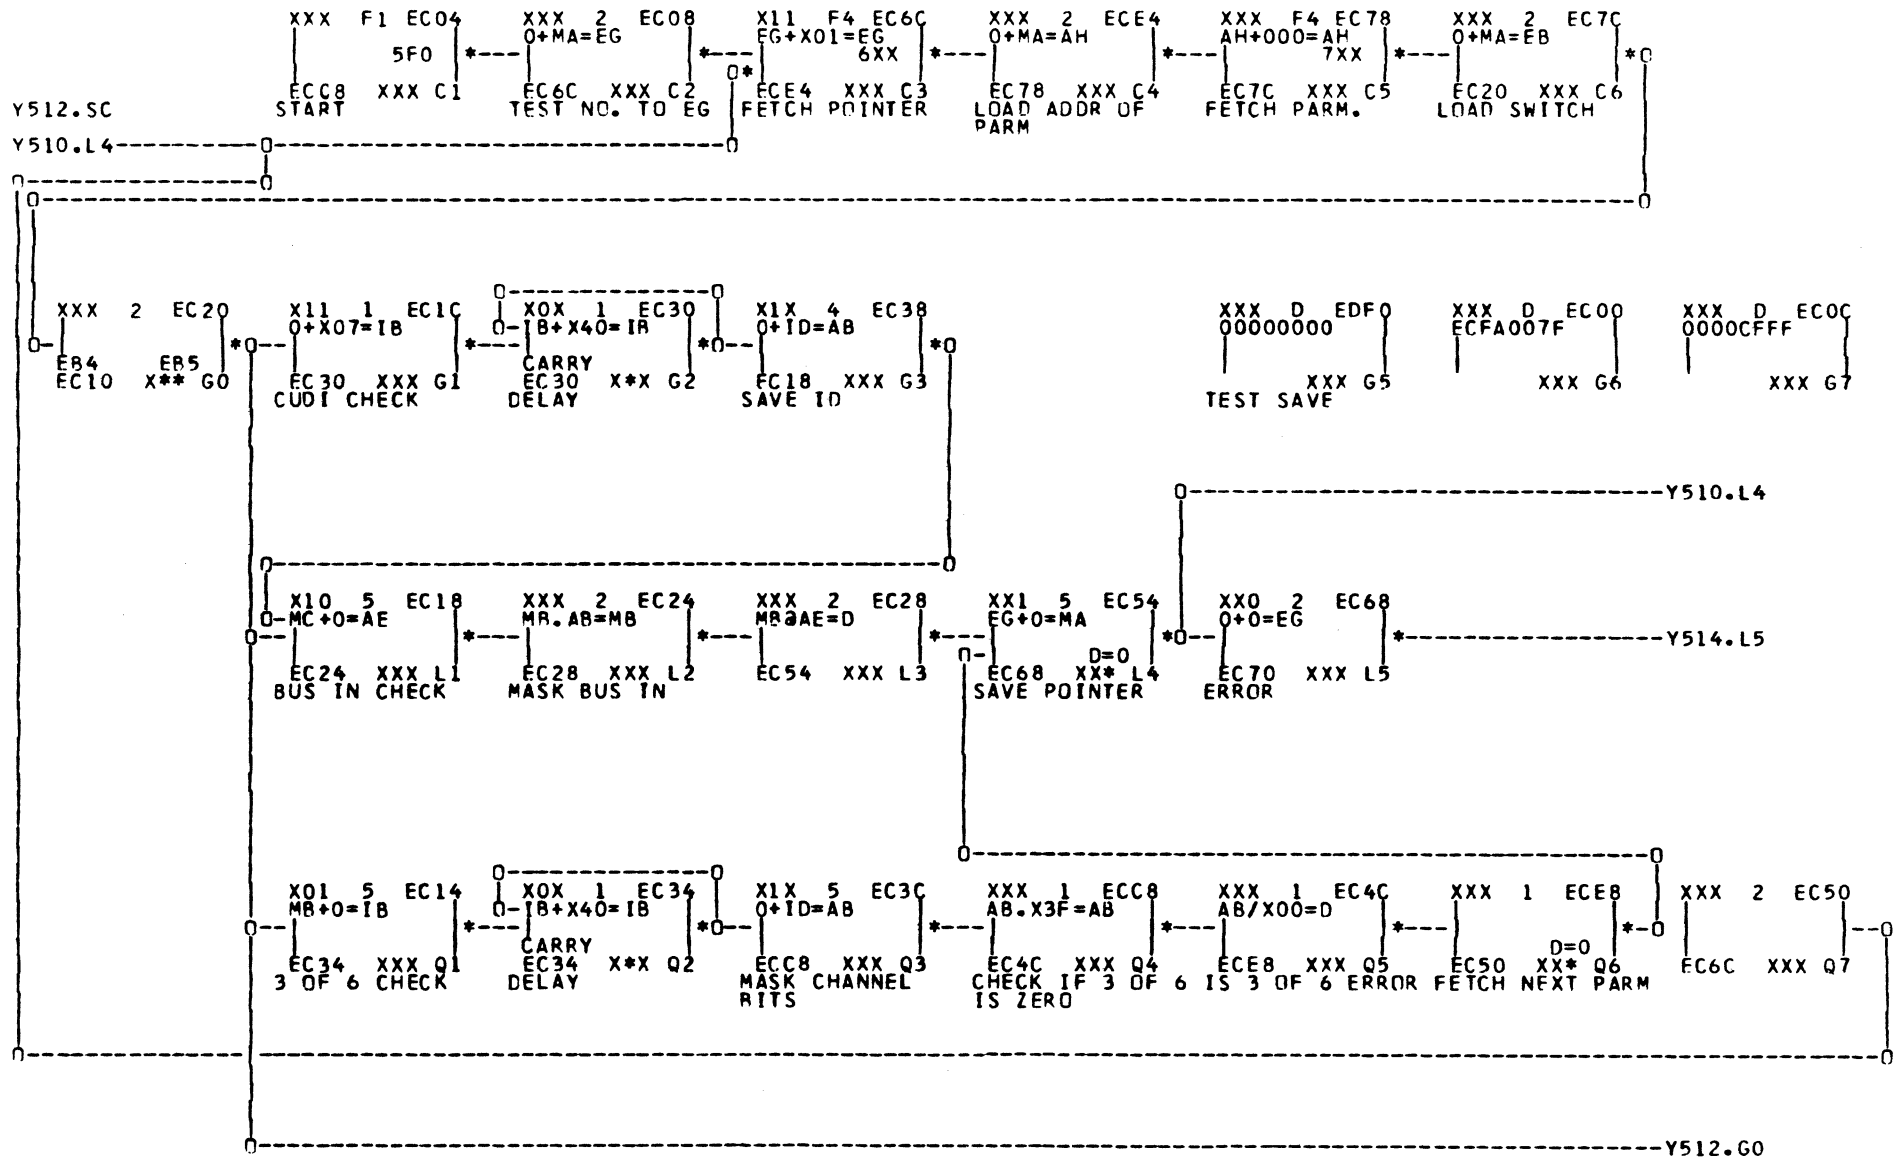 XXX F1 EC04 XXX 2 EC08 X11 F4 EC6C XXX 2 ECE4 XXX F4 EC78 XXX 2 EC7C
0+MA=EG EG+X01=EG 0+MA=AH AH+000=AH 0+MA=EB
5F0 *--- *-- 6XX *--- *-- 7XX *--- *0
ECC8 XXX C1 EC6C XXX C2 ECE4 XXX C3 EC78 XXX C4 EC7C XXX C5 EC20 XXX C6
Y512.SC START TEST NO. TO EG FETCH POINTER LOAD ADDR OF FETCH PARM. LOAD SWITCH
PARM
Y510.L4
XXX 2 EC20 X11 1 EC1C X0X 1 EC30 X1X 4 EC38 XXX D EDF0 XXX D EC00 XXX D EC0C
0+X07=IB IB+X40=IB 0+ID=AB 00000000 ECFA007F 0000CFFF
EB4 EB5 CARRY
EC10 X** G0 EC30 XXX G1 EC30 X*X G2 EC18 XXX G3 XXX G5 XXX G6 XXX G7
CUDI CHECK DELAY SAVE ID TEST SAVE
Y510.L4
X10 5 EC18 XXX 2 EC24 XXX 2 EC28 XX1 5 EC54 XX0 2 EC68
MC+0=AE MB.AB=MB MB@AE=D EG+0=MA 0+0=EG
Y514.L5
D=0
EC24 XXX L1 EC28 XXX L2 EC54 XXX L3 EC68 XX* L4 EC70 XXX L5
BUS IN CHECK MASK BUS IN SAVE POINTER ERROR
X01 5 EC14 X0X 1 EC34 X1X 5 EC3C XXX 1 ECC8 XXX 1 EC4C XXX 1 ECE8 XXX 2 EC50
MB+0=IB IB+X40=IB 0+ID=AB AB.X3F=AB AB/X00=D
CARRY D=0
EC34 XXX Q1 EC34 X*X Q2 ECC8 XXX Q3 EC4C XXX Q4 ECE8 XXX Q5 EC50 XX* Q6 EC6C XXX Q7
3 OF 6 CHECK DELAY MASK CHANNEL CHECK IF 3 OF 6 IS 3 OF 6 ERROR FETCH NEXT PARM
BITS IS ZERO
Y512.G0